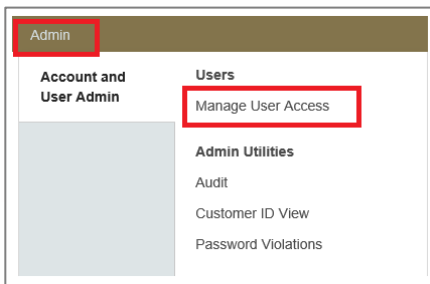 Admin
Account and
User Admin
Users
Manage User Access
Admin Utilities
Audit
Customer ID View
Password Violations